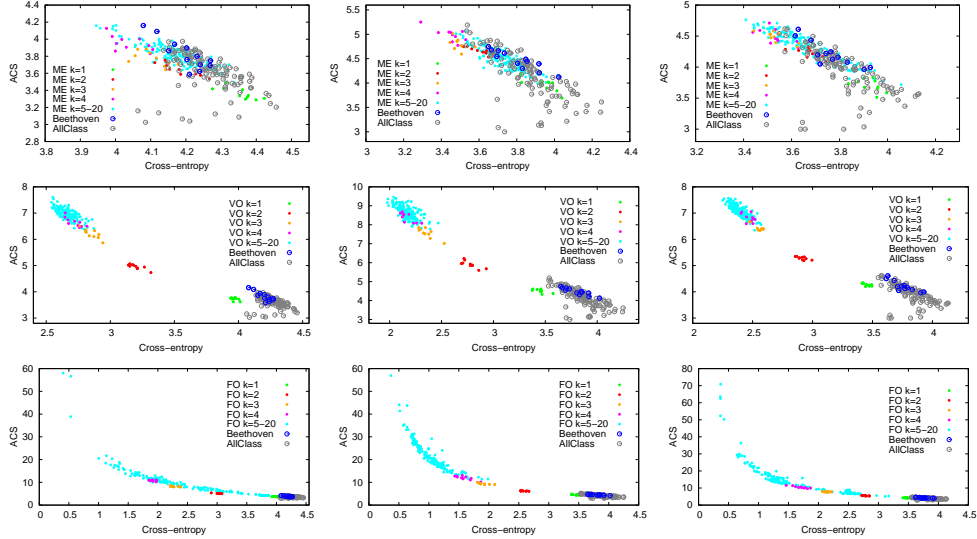 4.4
4.2
4
3.8
3.6
3.4
3.2
3
2.8
ACS
ME k=1
ME k=2
ME k=3
ME k=4
ME k=5−20
Beethoven
AllClass
3.8 4 4.2 4.4
Cross−entropy
5.5
5
4.5
4
3.5
3
ACS
ME k=1
ME k=2
ME k=3
ME k=4
ME k=5−20
Beethoven
AllClass
3 3.2 3.4 3.6 3.8 4 4.2
Cross−entropy
5
4.5
4
3.5
3
ACS
ME k=1
ME k=2
ME k=3
ME k=4
ME k=5−20
Beethoven
AllClass
3.2 3.4 3.6 3.8 4 4.2
Cross−entropy
8
7
6
5
4
3
ACS
VO k=1
VO k=2
VO k=3
VO k=4
VO k=5−20
Beethoven
AllClass
2.5 3 3.5 4 4.5
Cross−entropy
10
9
8
7
6
5
4
3
ACS
VO k=1
VO k=2
VO k=3
VO k=4
VO k=5−20
Beethoven
AllClass
2 2.5 3 3.5 4
Cross−entropy
8
7
6
5
4
3
ACS
VO k=1
VO k=2
VO k=3
VO k=4
VO k=5−20
Beethoven
AllClass
2 2.5 3 3.5 4
Cross−entropy
60
50
40
30
20
10
0
ACS
FO k=1
FO k=2
FO k=3
FO k=4
FO k=5−20
Beethoven
AllClass
0 0.5 1 1.5 2 2.5 3 3.5 4 4.5
Cross−entropy
60
50
40
30
20
10
0
ACS
FO k=1
FO k=2
FO k=3
FO k=4
FO k=5−20
Beethoven
AllClass
0 0.5 1 1.5 2 2.5 3 3.5 4 4.5
Cross−entropy
80
70
60
50
40
30
20
10
0
ACS
FO k=1
FO k=2
FO k=3
FO k=4
FO k=5−20
Beethoven
AllClass
0 0.5 1 1.5 2 2.5 3 3.5 4 4.5
Cross−entropy